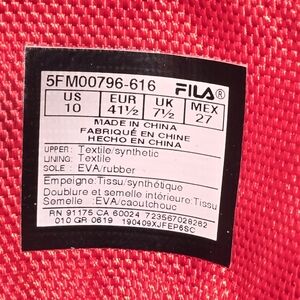 5FM00796-616 FILA®
US EUR UK MEX
10 41½ 7½ 27
MADE IN CHINA
FABRIQUÉ EN CHINE
HECHO EN CHINA
UPPER: Textile/synthetic
LINING: Textile
SOLE: EVA/rubber
Empeigne: Tissu/synthétique
Doublure et semelle intérieure: Tissu
Semelle: EVA/caoutchouc
RN 91175 CA 60024 723567028282
010 GR 0619 190409XJFEP6SC